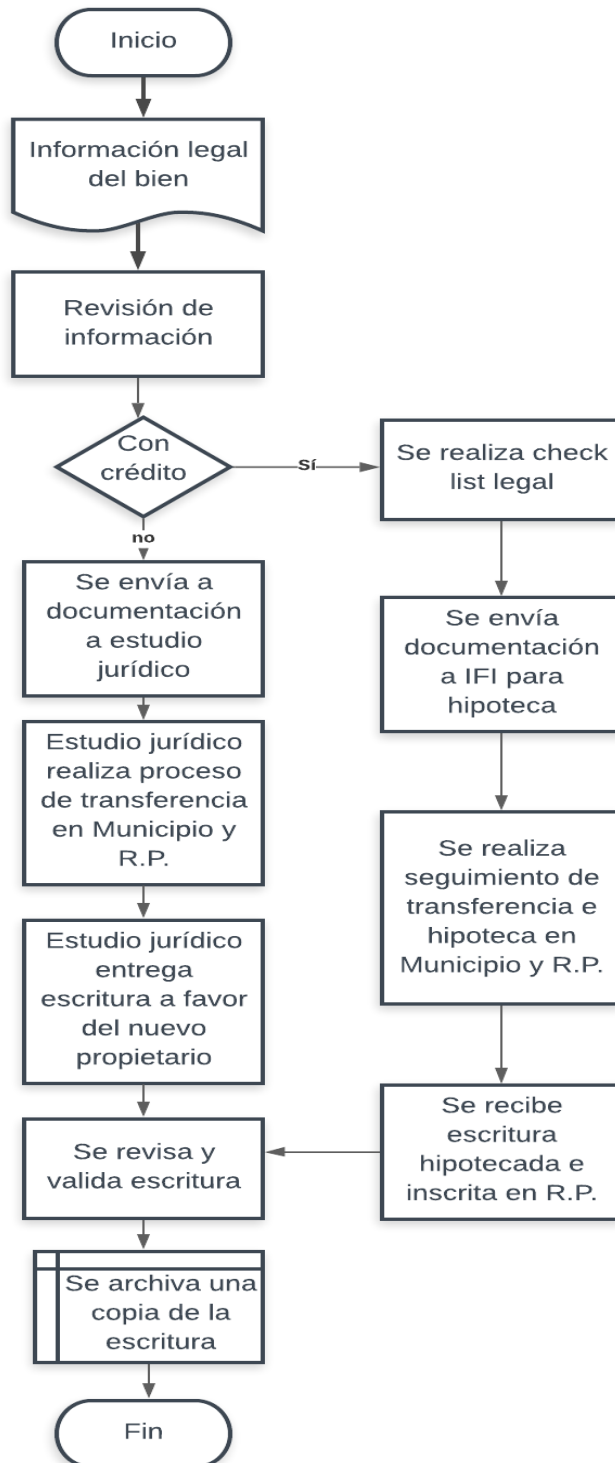 Inicio
Información legal
del bien
Revisión de
información
Con
crédito
Sí
no
Se envía a
documentación
a estudio
jurídico
Estudio jurídico
realiza proceso
de transferencia
en Municipio y
R.P.
Estudio jurídico
entrega
escritura a favor
del nuevo
propietario
Se realiza check
list legal
Se envía
documentación
a IFI para
hipoteca
Se realiza
seguimiento de
transferencia e
hipoteca en
Municipio y R.P.
Se recibe
escritura
hipotecada e
inscrita en R.P.
Se revisa y
valida escritura
Se archiva una
copia de la
escritura
Fin